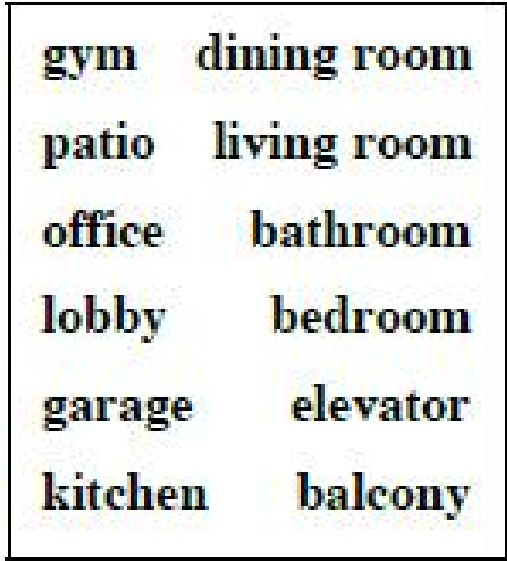 gym dining room
patio living room
office bathroom
lobby bedroom
garage elevator
kitchen balcony